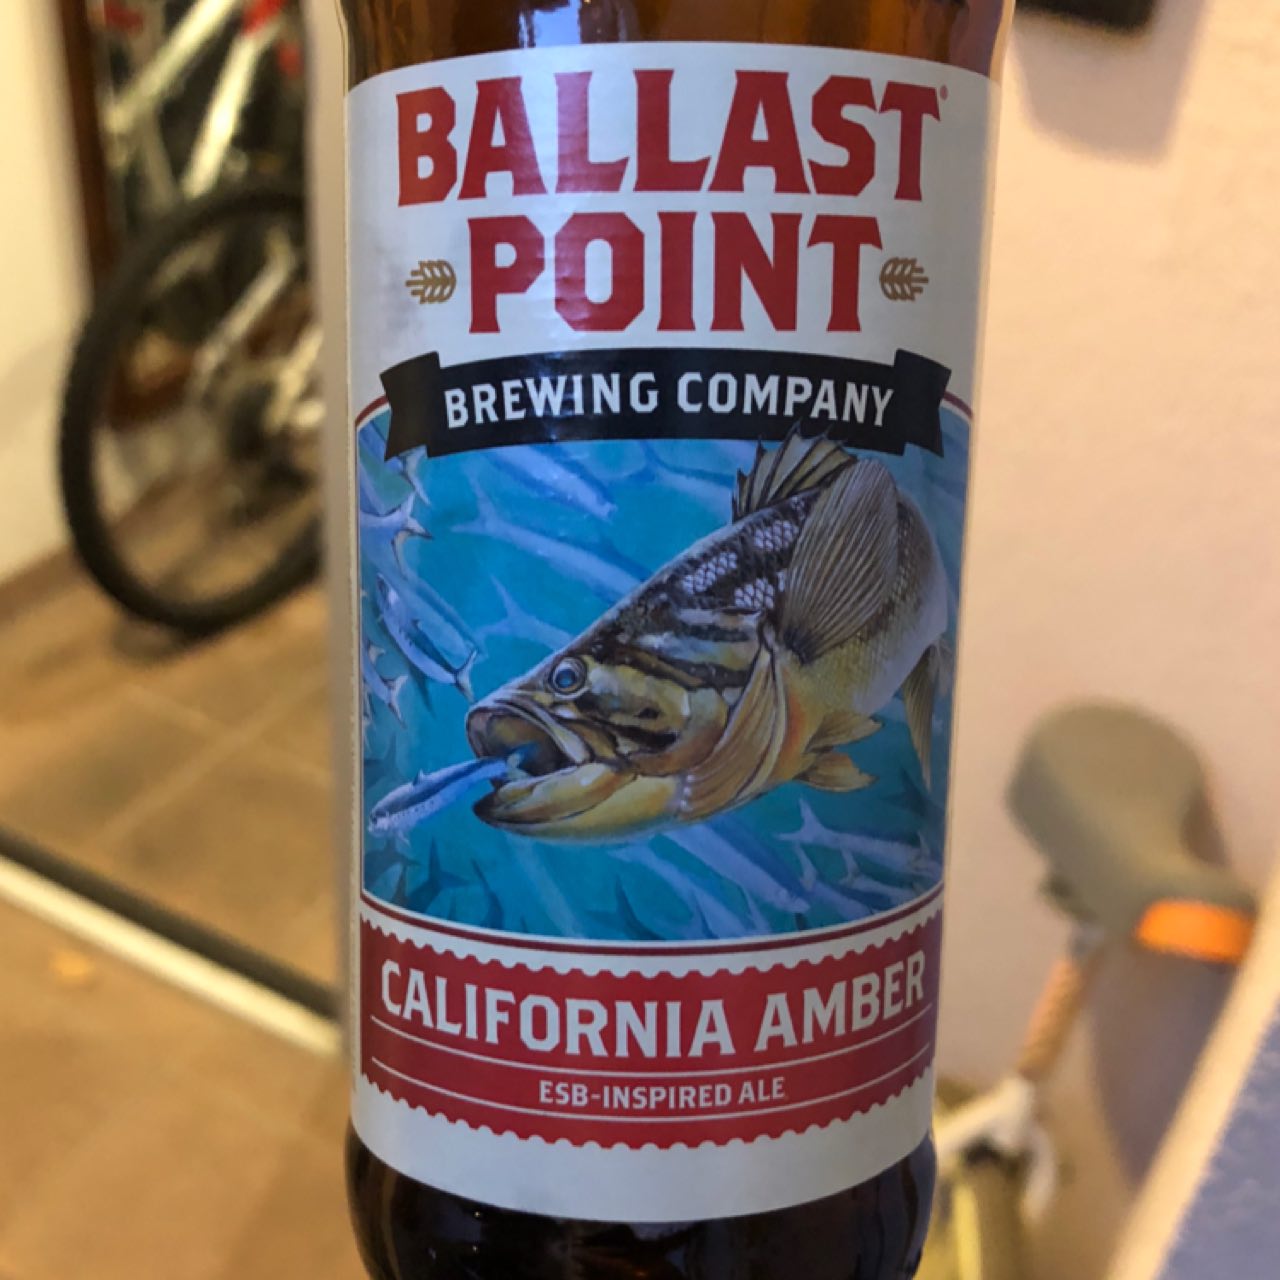 BALLAST®
POINT
BREWING COMPANY
CALIFORNIA AMBER
ESB-INSPIRED ALE